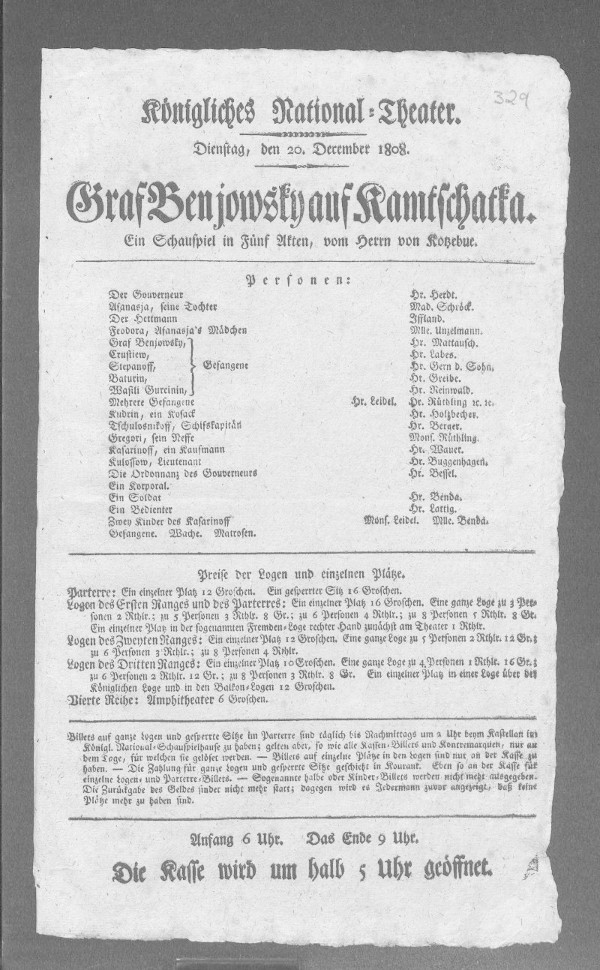 329
Königliches National-Theater.
Dienstag, den 20. December 1808.
Graf Benjowsky auf Kamtschatka.
Ein Schauspiel in Fünf Akten, vom Herrn von Kotzebue.
Personen:
Der Gouverneur Hr. Herdt.
Afanasja, seine Tochter Mad. Schröck.
Der Hettmann Iffland.
Feodora, Afanasja's Mädchen Mlle. Unzelmann.
Graf Benjowsky, Hr. Mattausch.
Crustiew, Hr. Labes.
Stepanoff, Gefangene Hr. Gern d. Sohn.
Baturin, Hr. Greibe.
Wasili Gurcinin, Hr. Reinwald.
Mehrere Gefangene Hr. Leidel. Hr. Rüthling ꝛc. ꝛc.
Kudrin, ein Kosack Hr. Holzbecher.
Tschulosnikoff, Schifskapitän Hr. Berger.
Gregori, sein Neffe Mons. Rüthling.
Kasarinoff, ein Kaufmann Hr. Wauer.
Kulossow, Lieutenant Hr. Buggenhagen.
Die Ordonnanz des Gouverneurs Hr. Bessel.
Ein Korporal.
Ein Soldat Hr. Benda.
Ein Bedienter Hr. Lattig.
Zwey Kinder des Kasarinoff Mons. Leidel. Mlle. Benda.
Gefangene. Wache. Matrosen.
Preise der Logen und einzelnen Plätze.
Parterre: Ein einzelner Platz 12 Groschen. Ein gesperrter Sitz 16 Groschen.
Logen des Ersten Ranges und des Parterres: Ein einzelner Platz 16 Groschen. Eine ganze Loge zu 3 Per-
sonen 2 Rthlr.; zu 5 Personen 3 Rthlr. 8 Gr.; zu 6 Personen 4 Rthlr.; zu 8 Personen 5 Rthlr. 8 Gr.
Ein einzelner Platz in der sogenannten Fremden-Loge rechter Hand zunächst am Theater 1 Rthlr.
Logen des Zweyten Ranges: Ein einzelner Platz 12 Groschen. Eine ganze Loge zu 5 Personen 2 Rthlr. 12 Gr.;
zu 6 Personen 3 Rthlr.; zu 8 Personen 4 Rthlr.
Logen des Dritten Ranges: Ein einzelner Platz 10 Groschen. Eine ganze Loge zu 4 Personen 1 Rthlr. 16 Gr.;
zu 6 Personen 2 Rthlr. 12 Gr.; zu 8 Personen 3 Rthlr. 8 Gr. Ein einzelner Platz in einer Loge über der
Königlichen Loge und in den Balkon-Logen 12 Groschen.
Vierte Reihe: Amphitheater 6 Groschen.
Billets auf ganze Logen und gesperrte Sitze im Parterre sind täglich bis Nachmittags um 2 Uhr beym Kastellan im
Königl. National-Schauspielhause zu haben; gelten aber, so wie alle Kassen-Billets und Kontremarquen, nur an
dem Tage, für welchen sie gelöset werden. — Billets auf einzelne Plätze in den Logen sind nur an der Kasse zu
haben. — Die Zahlung für ganze Logen und gesperrte Sitze geschieht in Kourant. Eben so an der Kasse für
einzelne Logen- und Parterre-Billets. — Sogenannte halbe oder Kinder-Billets werden nicht mehr ausgegeben.
Die Zurückgabe des Geldes findet nicht mehr statt; dagegen wird es Jedermann zuvor angezeigt, daß keine
Plätze mehr zu haben sind.
Anfang 6 Uhr. Das Ende 9 Uhr.
Die Kasse wird um halb 5 Uhr geöffnet.